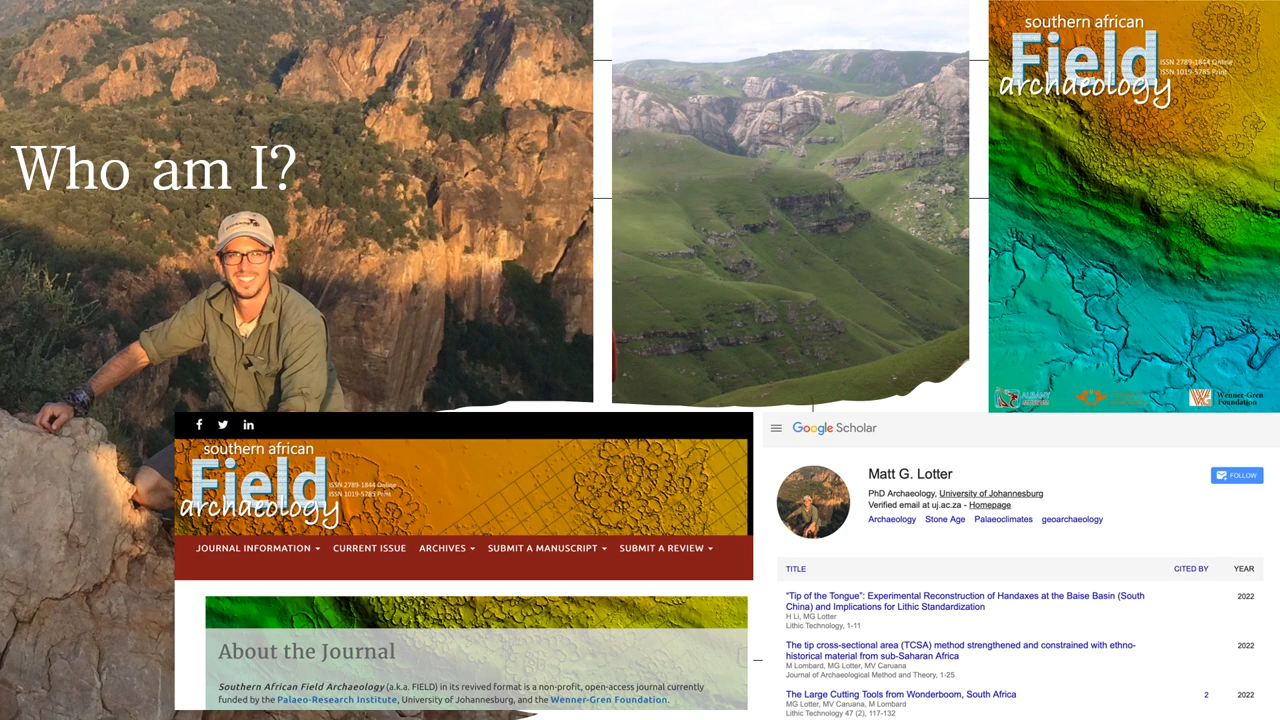 Who am I?
southern african
Field
archaeology
ISSN 2789-1844 Online
ISSN 1019-5785 Print
Wenner-Gren
Foundation
southern african
Field
archaeology
ISSN 2789-1844 Online
ISSN 1019-5785 Print
JOURNAL INFORMATION
CURRENT ISSUE
ARCHIVES
SUBMIT A MANUSCRIPT
SUBMIT A REVIEW
About the Journal
Southern African Field Archaeology (a.k.a. FIELD) in its revived format is a non-profit, open-access journal currently
funded by the Palaeo-Research Institute, University of Johannesburg, and the Wenner-Gren Foundation.
Google Scholar
Matt G. Lotter
FOLLOW
PhD Archaeology, University of Johannesburg
Verified email at uj.ac.za - Homepage
Archaeology Stone Age Palaeoclimates geoarchaeology
TITLE CITED BY YEAR
“Tip of the Tongue”: Experimental Reconstruction of Handaxes at the Baise Basin (South 2022
China) and Implications for Lithic Standardization
H Li, MG Lotter
Lithic Technology, 1-11
The tip cross-sectional area (TCSA) method strengthened and constrained with ethno- 2022
historical material from sub-Saharan Africa
M Lombard, MG Lotter, MV Caruana
Journal of Archaeological Method and Theory, 1-25
The Large Cutting Tools from Wonderboom, South Africa 2 2022
MG Lotter, MV Caruana, M Lombard
Lithic Technology 47 (2), 117-132